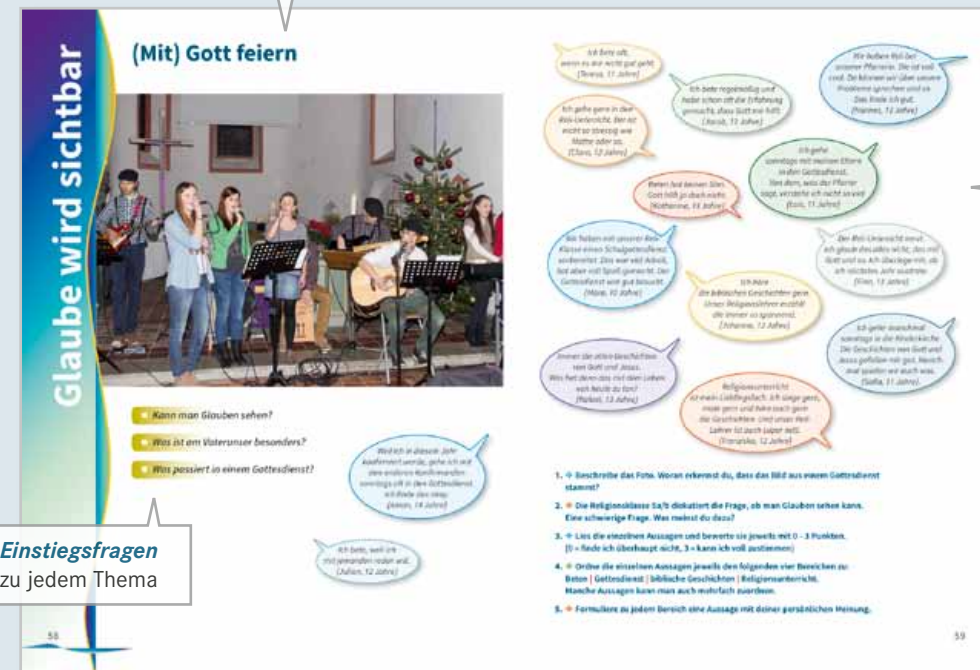 Glaube wird sichtbar
(Mit) Gott feiern
Kann man Glauben sehen?
Was ist am Vaterunser besonders?
Was passiert in einem Gottesdienst?
Weil ich in diesem Jahr
konfirmiert werde, gehe ich mit
den anderen Konfirmanden
sonntags oft in den Gottesdienst.
Ich finde das okay.
14 Jahre)
Ich bete, weil ich
mit jemanden reden will.
(Julian, 12 Jahre)
Einstiegsfragen
zu jedem Thema
58
Ich bete oft,
wenn es mir nicht gut geht.
(Teresa, 11 Jahre)
Ich bete regelmäßig und
habe schon oft die Erfahrung
gemacht, dass Gott mir hilft.
(Jacob, 13 Jahre)
Wir haben Reli bei
unserer Pfarrerin. Die ist voll
cool. Da können wir über unsere
Probleme sprechen und so.
Das finde ich gut.
(Hannes, 12 Jahre)
Ich gehe gern in den
Reli-Unterricht. Der ist
nicht so stressig wie
Mathe oder so.
(Clara, 12 Jahre)
Ich gehe
sonntags mit meinen Eltern
in den Gottesdienst.
Von dem, was der Pfarrer
sagt, verstehe ich nicht so viel.
(Luis, 11 Jahre)
Beten hat keinen Sinn.
Gott hilft ja doch nicht.
(Katharina, 13 Jahre)
Wir haben mit unserer Reli-
Klasse einen Schulgottesdienst
vorbereitet. Das war viel Arbeit,
hat aber voll Spaß gemacht. Der
Gottesdienst war gut besucht.
10 Jahre)
Der Reli-Unterricht nervt.
Ich glaube das alles nicht, das mit
Gott und so. Ich überlege mir, ob
ich nächstes Jahr austrete.
(Finn, 13 Jahre)
Ich höre
die biblischen Geschichten gern.
Unser Religionslehrer erzählt
die immer so spannend.
(Johanna, 12 Jahre)
Ich gehe manchmal
sonntags in die Kinderkirche.
Die Geschichten von Gott und
Jesus gefallen mir gut. Manch-
mal spielen wir auch was.
(Sofia, 11 Jahre)
Immer die alten Geschichten
von Gott und Jesus.
Was hat denn das mit dem Leben
von heute zu tun?
13 Jahre)
Religionsunterricht
ist mein Lieblingsfach. Ich singe gern,
male gern und höre auch gern
die Geschichten. Und unser Reli-
Lehrer ist auch super nett.
(Franziska, 12 Jahre)
1. Beschreibe das Foto. Woran erkennst du, dass das Bild aus einem Gottesdienst
stammt?
2. Die Religionsklasse 5a/b diskutiert die Frage, ob man Glauben sehen kann.
Eine schwierige Frage. Was meinst du dazu?
3. Lies die einzelnen Aussagen und bewerte sie jeweils mit 0 – 3 Punkten.
(0 = finde ich überhaupt nicht, 3 = kann ich voll zustimmen)
4. Ordne die einzelnen Aussagen jeweils den folgenden vier Bereichen zu:
Beten | Gottesdienst | biblische Geschichten | Religionsunterricht.
Manche Aussagen kann man auch mehrfach zuordnen.
5. Formuliere zu jedem Bereich eine Aussage mit deiner persönlichen Meinung.
59